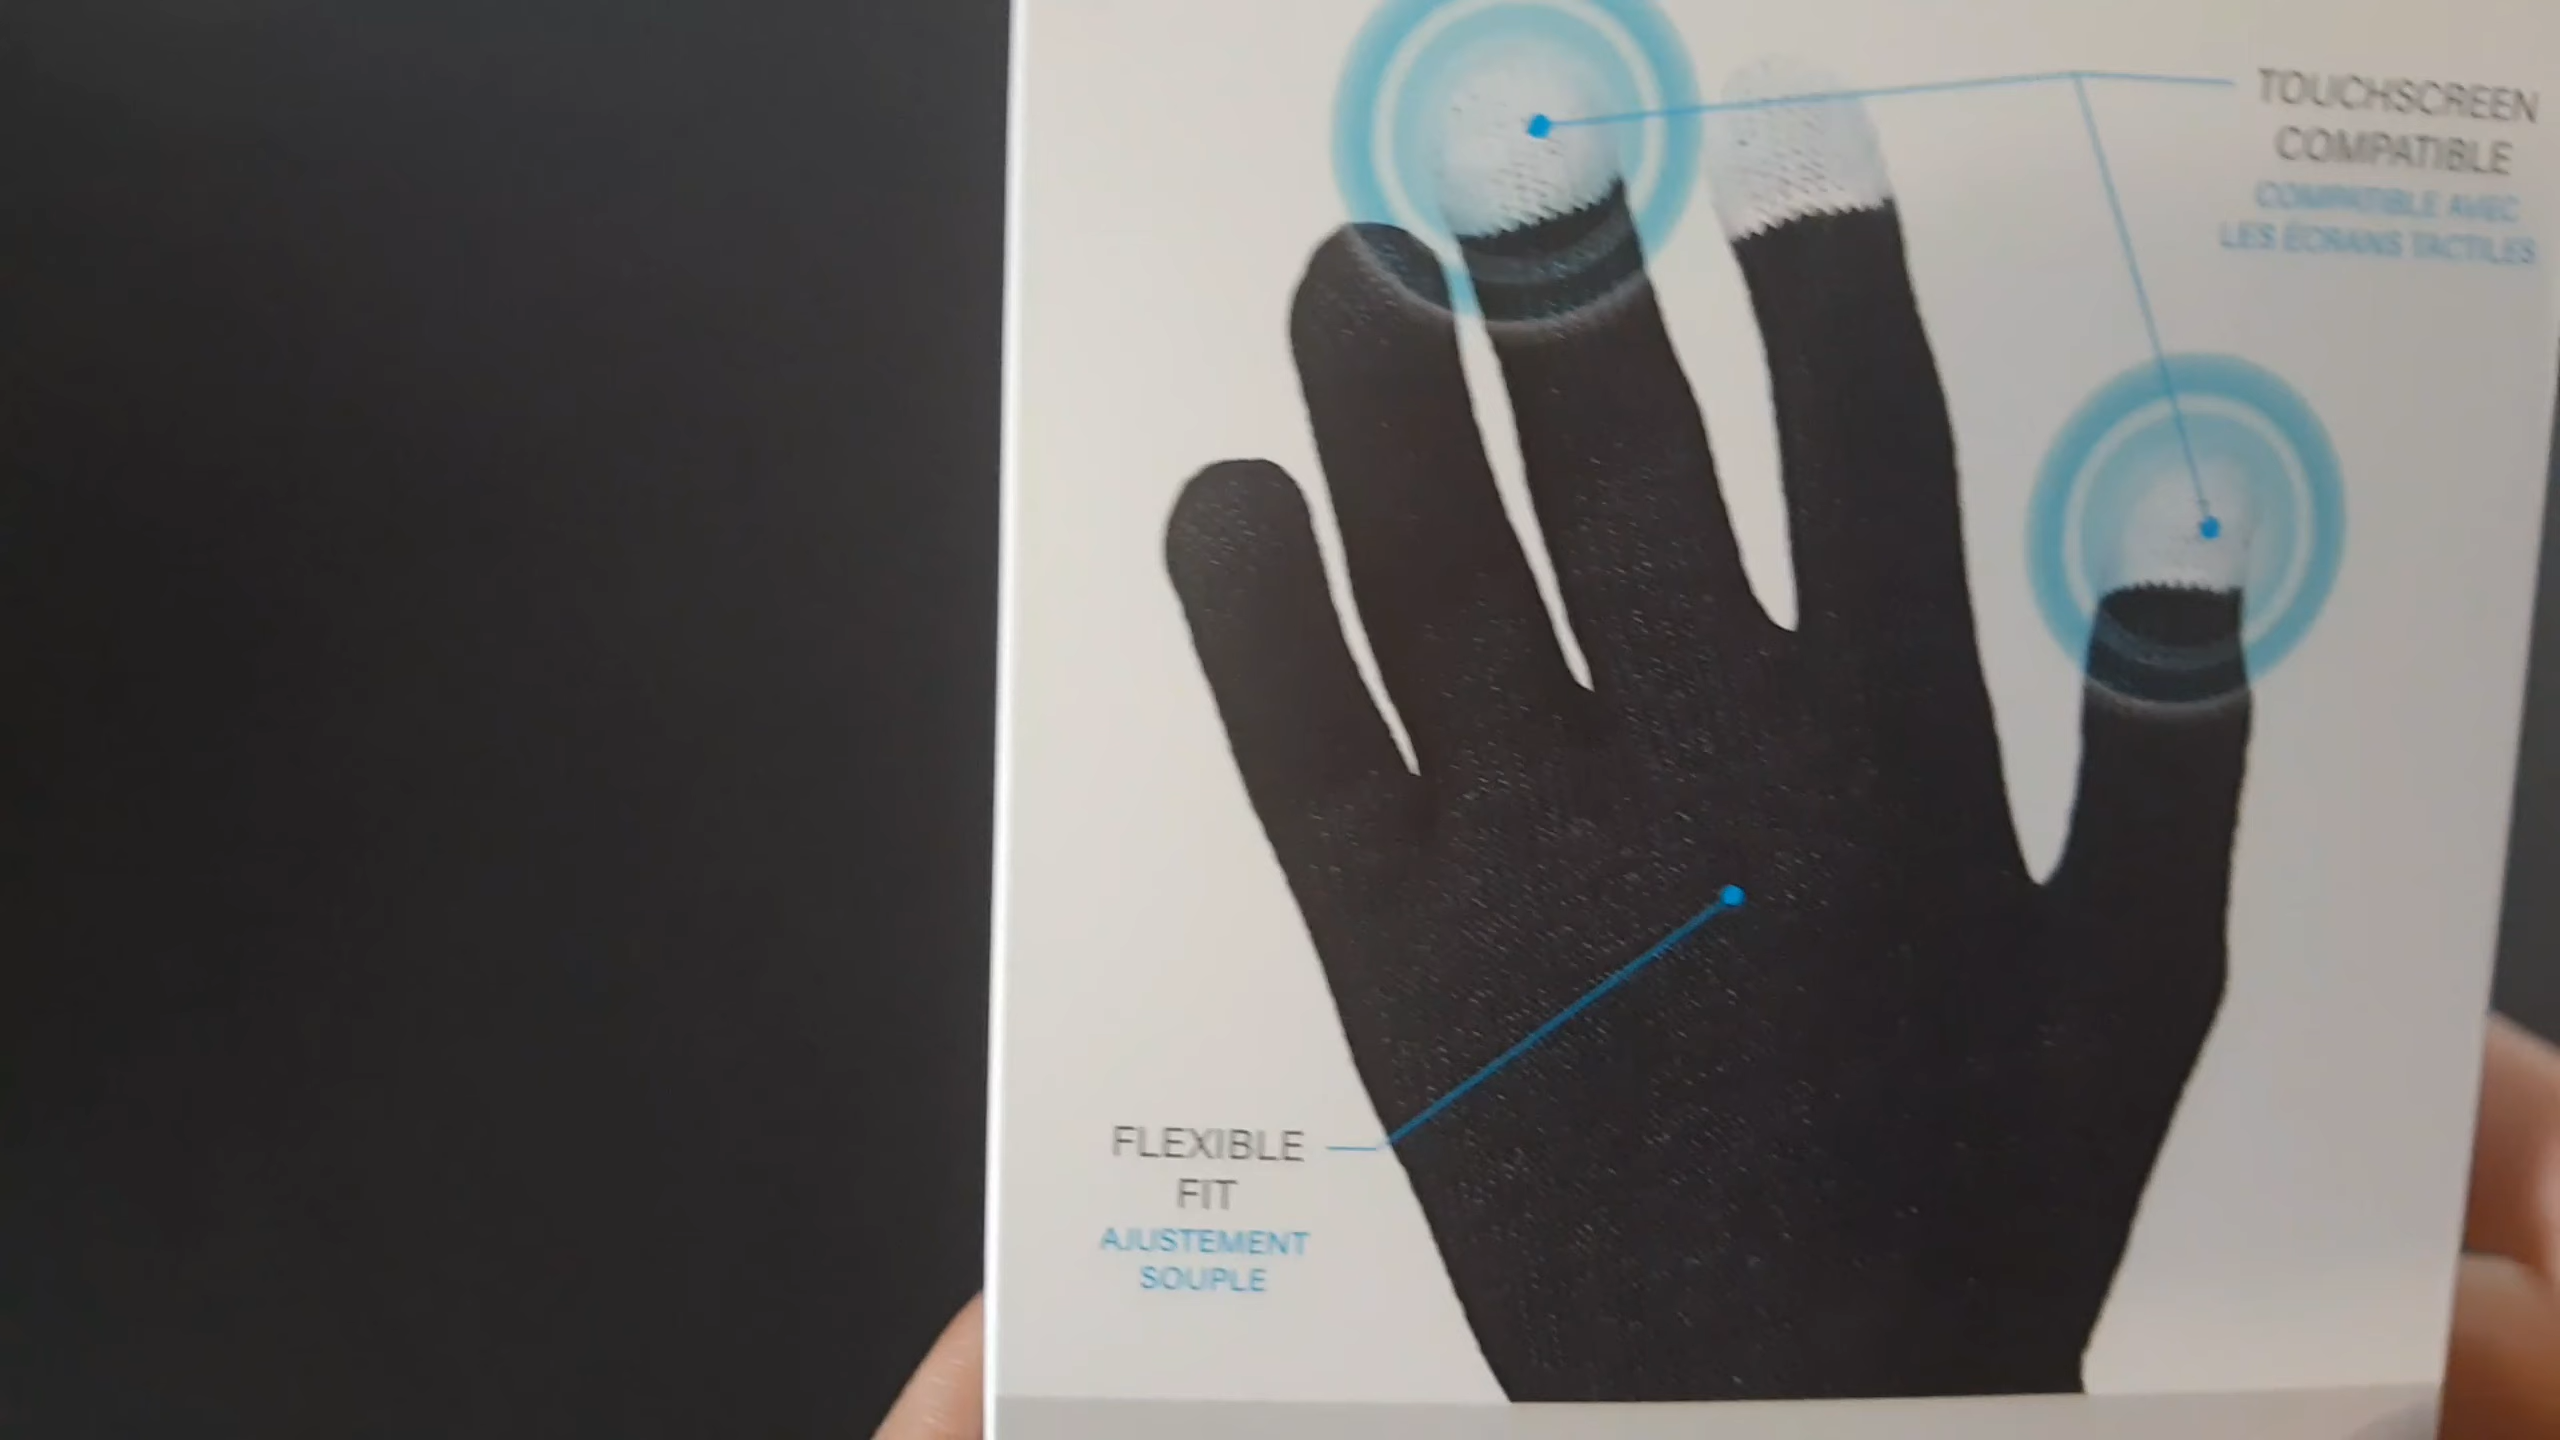 TOUCHSCREEN
COMPATIBLE
COMPATIBLE AVEC
LES ÉCRANS TACTILES
FLEXIBLE
FIT
AJUSTEMENT
SOUPLE